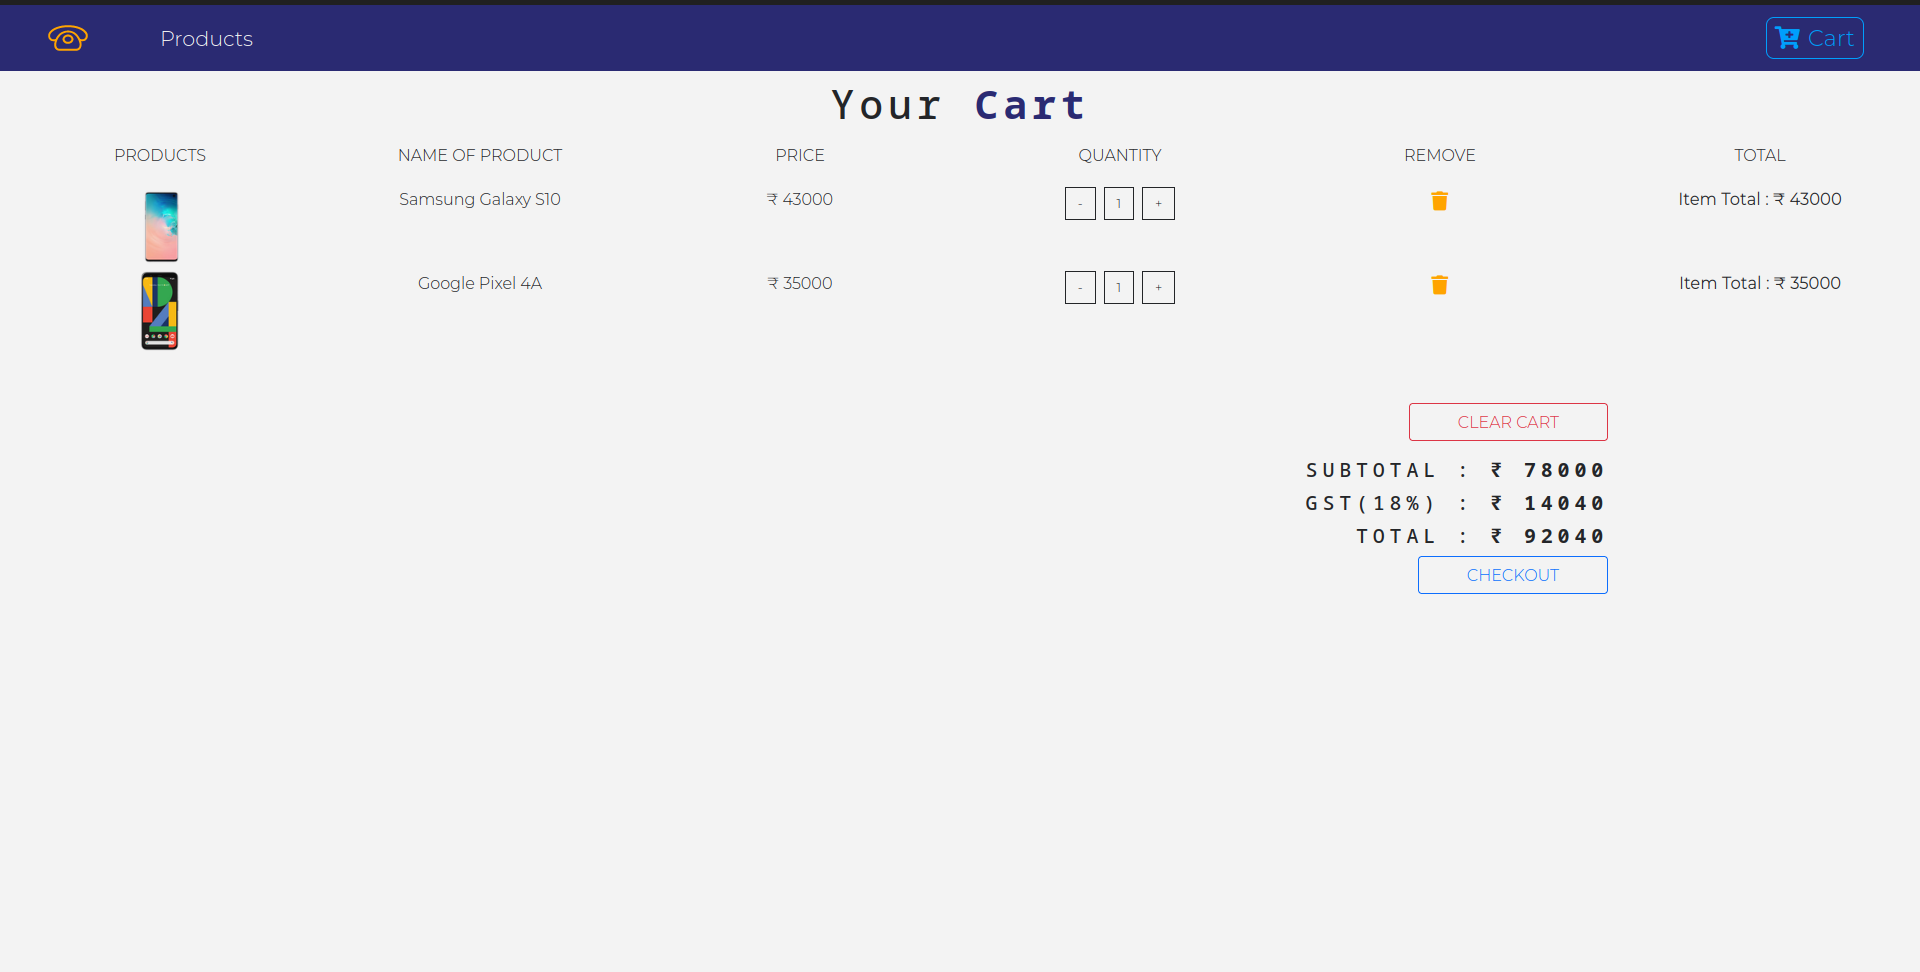 Products
Cart
Your Cart
PRODUCTS NAME OF PRODUCT PRICE QUANTITY REMOVE TOTAL
Samsung Galaxy S10 ₹ 43000 - 1 + Item Total : ₹ 43000
Google Pixel 4A ₹ 35000 - 1 + Item Total : ₹ 35000
CLEAR CART
SUBTOTAL : ₹ 78000
GST(18%) : ₹ 14040
TOTAL : ₹ 92040
CHECKOUT